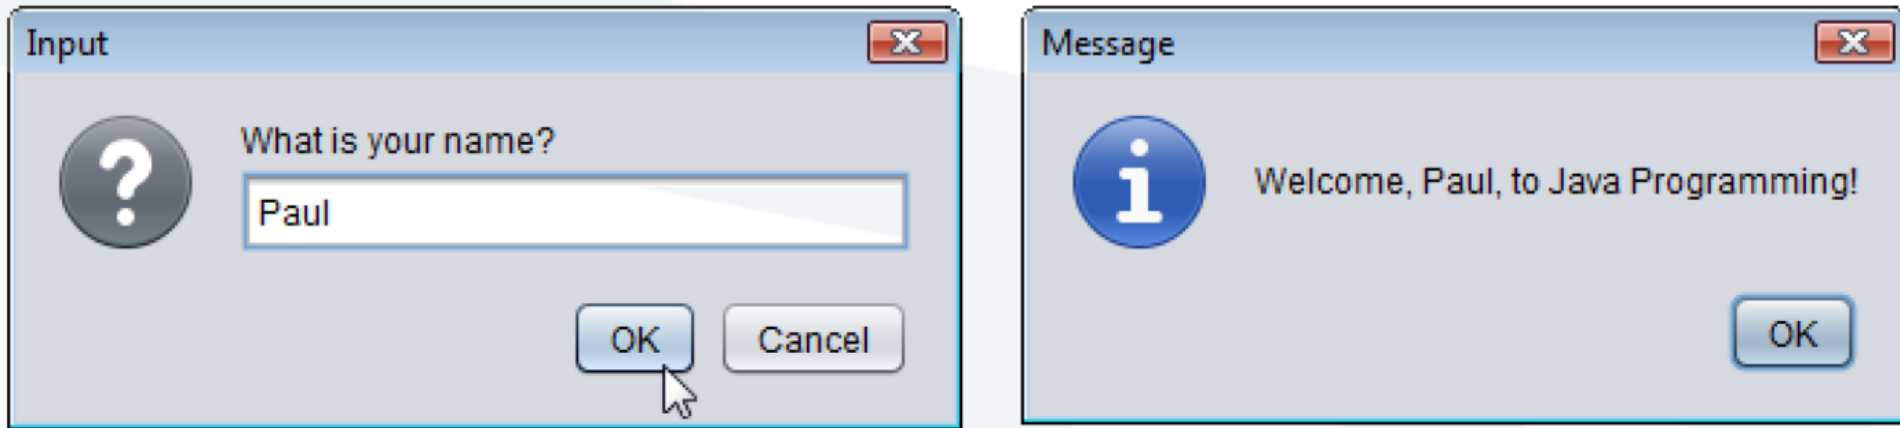 Input
What is your name?
Paul
OK
Cancel
Message
Welcome, Paul, to Java Programming!
OK